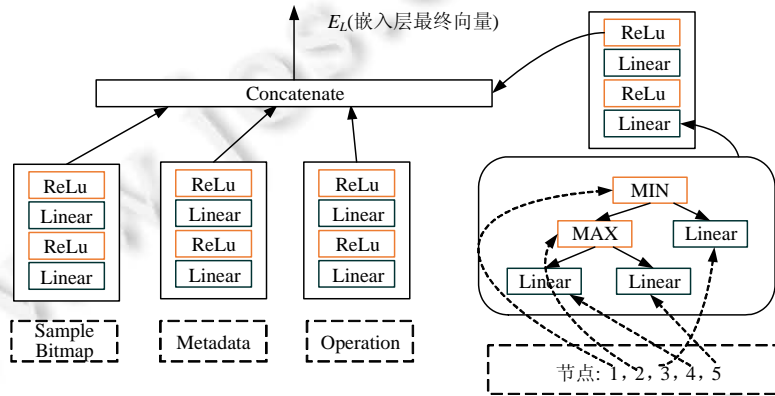 E_L(嵌入层最终向量)
Concatenate
ReLu
Linear
ReLu
Linear
ReLu
Linear
ReLu
Linear
Sample
Bitmap
ReLu
Linear
ReLu
Linear
Metadata
ReLu
Linear
ReLu
Linear
Operation
MIN
MAX
Linear
Linear
Linear
节点: 1, 2, 3, 4, 5